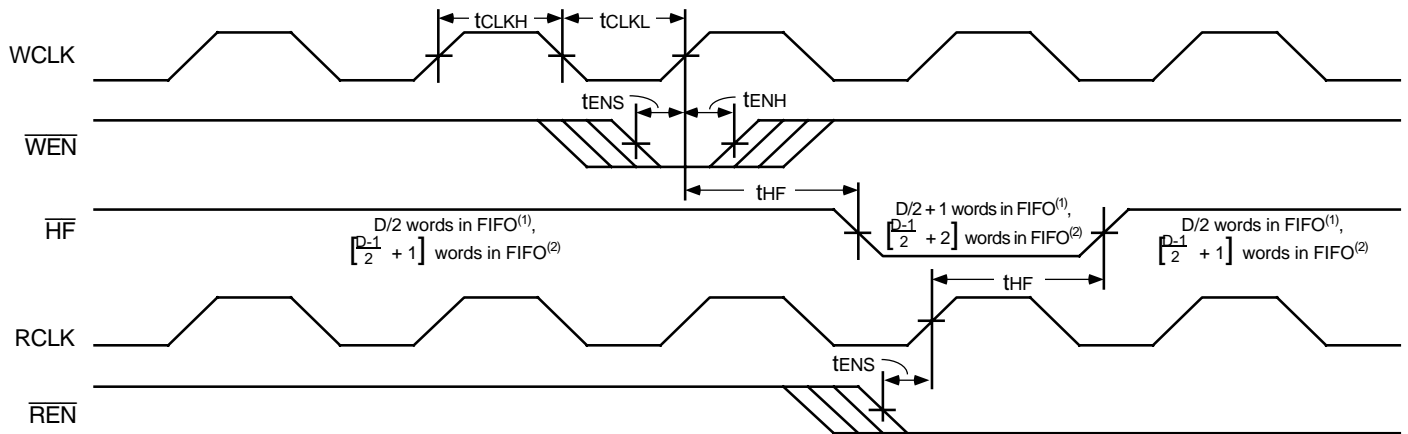 tCLKH
tCLKL
WCLK
tENS
tENH
WEN
tHF
HF
D/2 words in FIFO(1),
[D-1/2 + 1] words in FIFO(2)
D/2 + 1 words in FIFO(1),
[D-1/2 + 2] words in FIFO(2)
D/2 words in FIFO(1),
[D-1/2 + 1] words in FIFO(2)
tHF
RCLK
tENS
REN